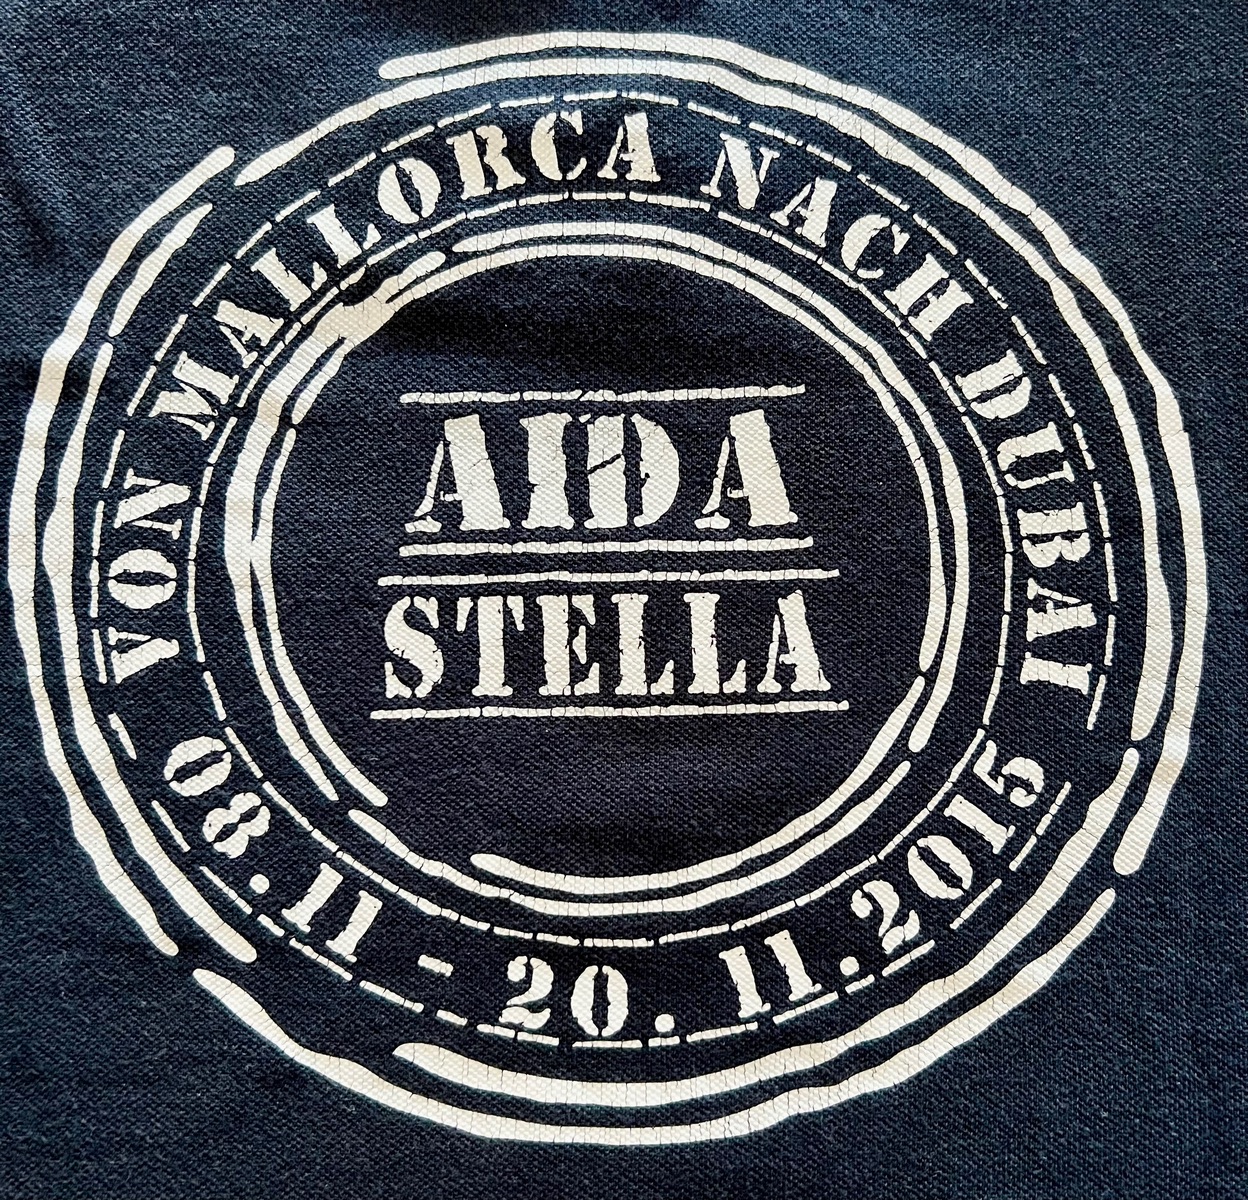 VON MALLORCA NACH DUBAI
AIDA
STELLA
08.11 - 20. 11.2015